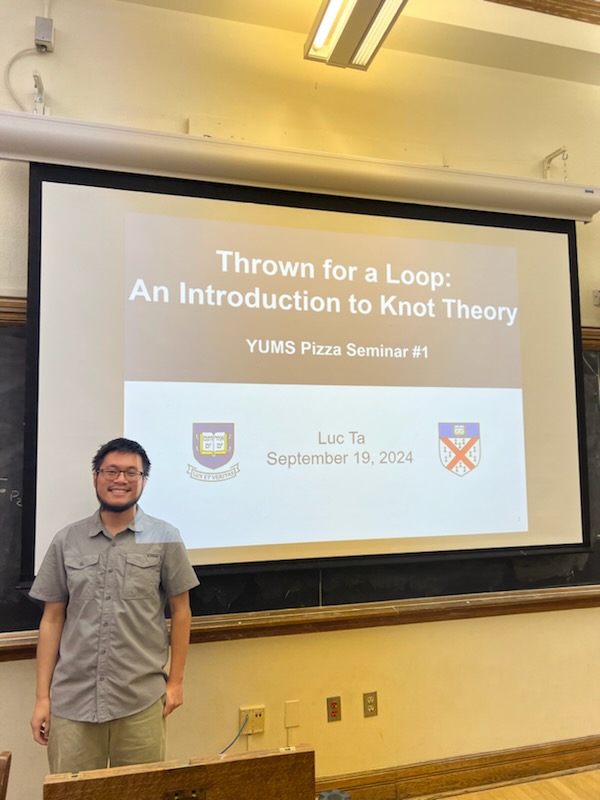 Thrown for a Loop:
An Introduction to Knot Theory
YUMS Pizza Seminar #1
Luc Ta
September 19, 2024
LUX ET VERITAS